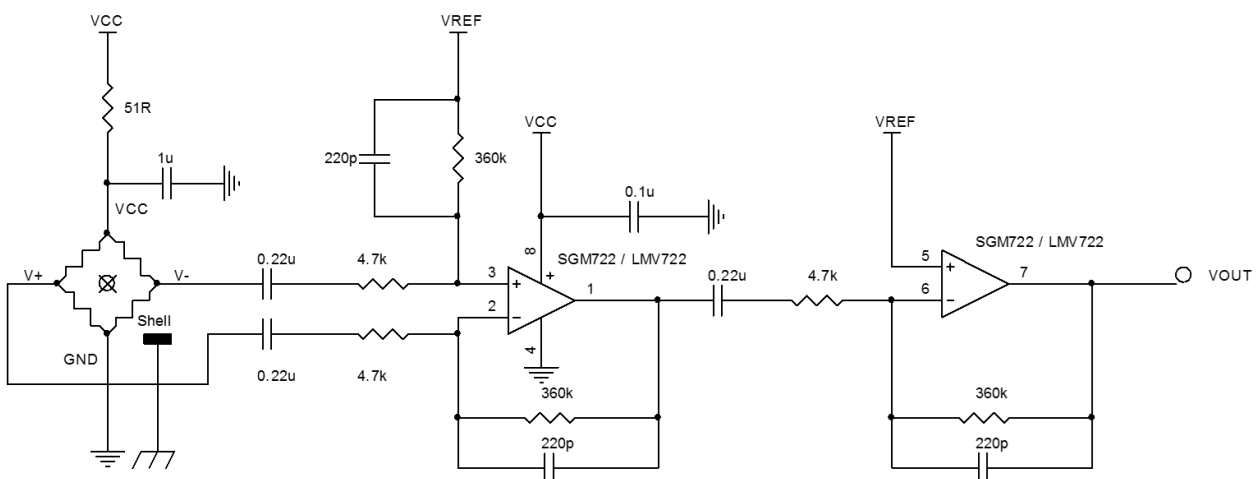 VCC
VREF
51R
1u
VCC
220p
360k
VCC
0.1u
VREF
8
SGM722 / LMV722
SGM722 / LMV722
V+
V-
0.22u
4.7k
3
+
+
2
−
1
0.22u
4.7k
5
+
6
−
7
VOUT
Shell
GND
0.22u
4.7k
4
360k
220p
360k
220p